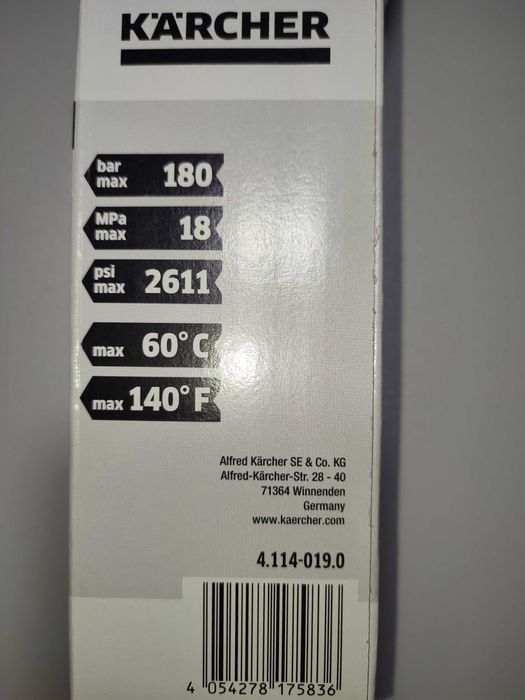 KÄRCHER
bar
max 180
MPa
max 18
psi
max 2611
max 60°C
max 140°F
Alfred Kärcher SE & Co. KG
Alfred-Kärcher-Str. 28 - 40
71364 Winnenden
Germany
www.kaercher.com
4.114-019.0
4 054278 175836